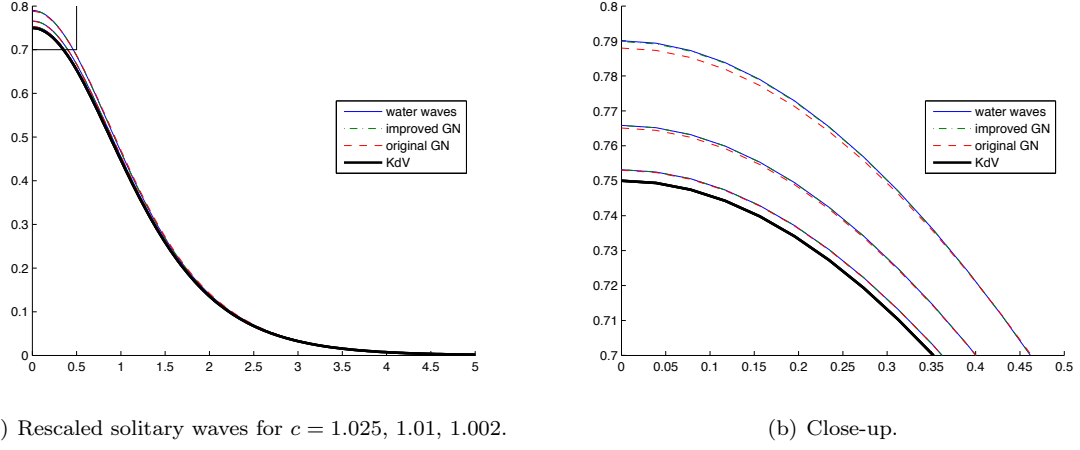 0.8
0.7
0.6
0.5
0.4
0.3
0.2
0.1
0
0 0.5 1 1.5 2 2.5 3 3.5 4 4.5 5
water waves
improved GN
original GN
KdV
) Rescaled solitary waves for c = 1.025, 1.01, 1.002.
0.8
0.79
0.78
0.77
0.76
0.75
0.74
0.73
0.72
0.71
0.7
0 0.05 0.1 0.15 0.2 0.25 0.3 0.35 0.4 0.45 0.5
water waves
improved GN
original GN
KdV
(b) Close-up.